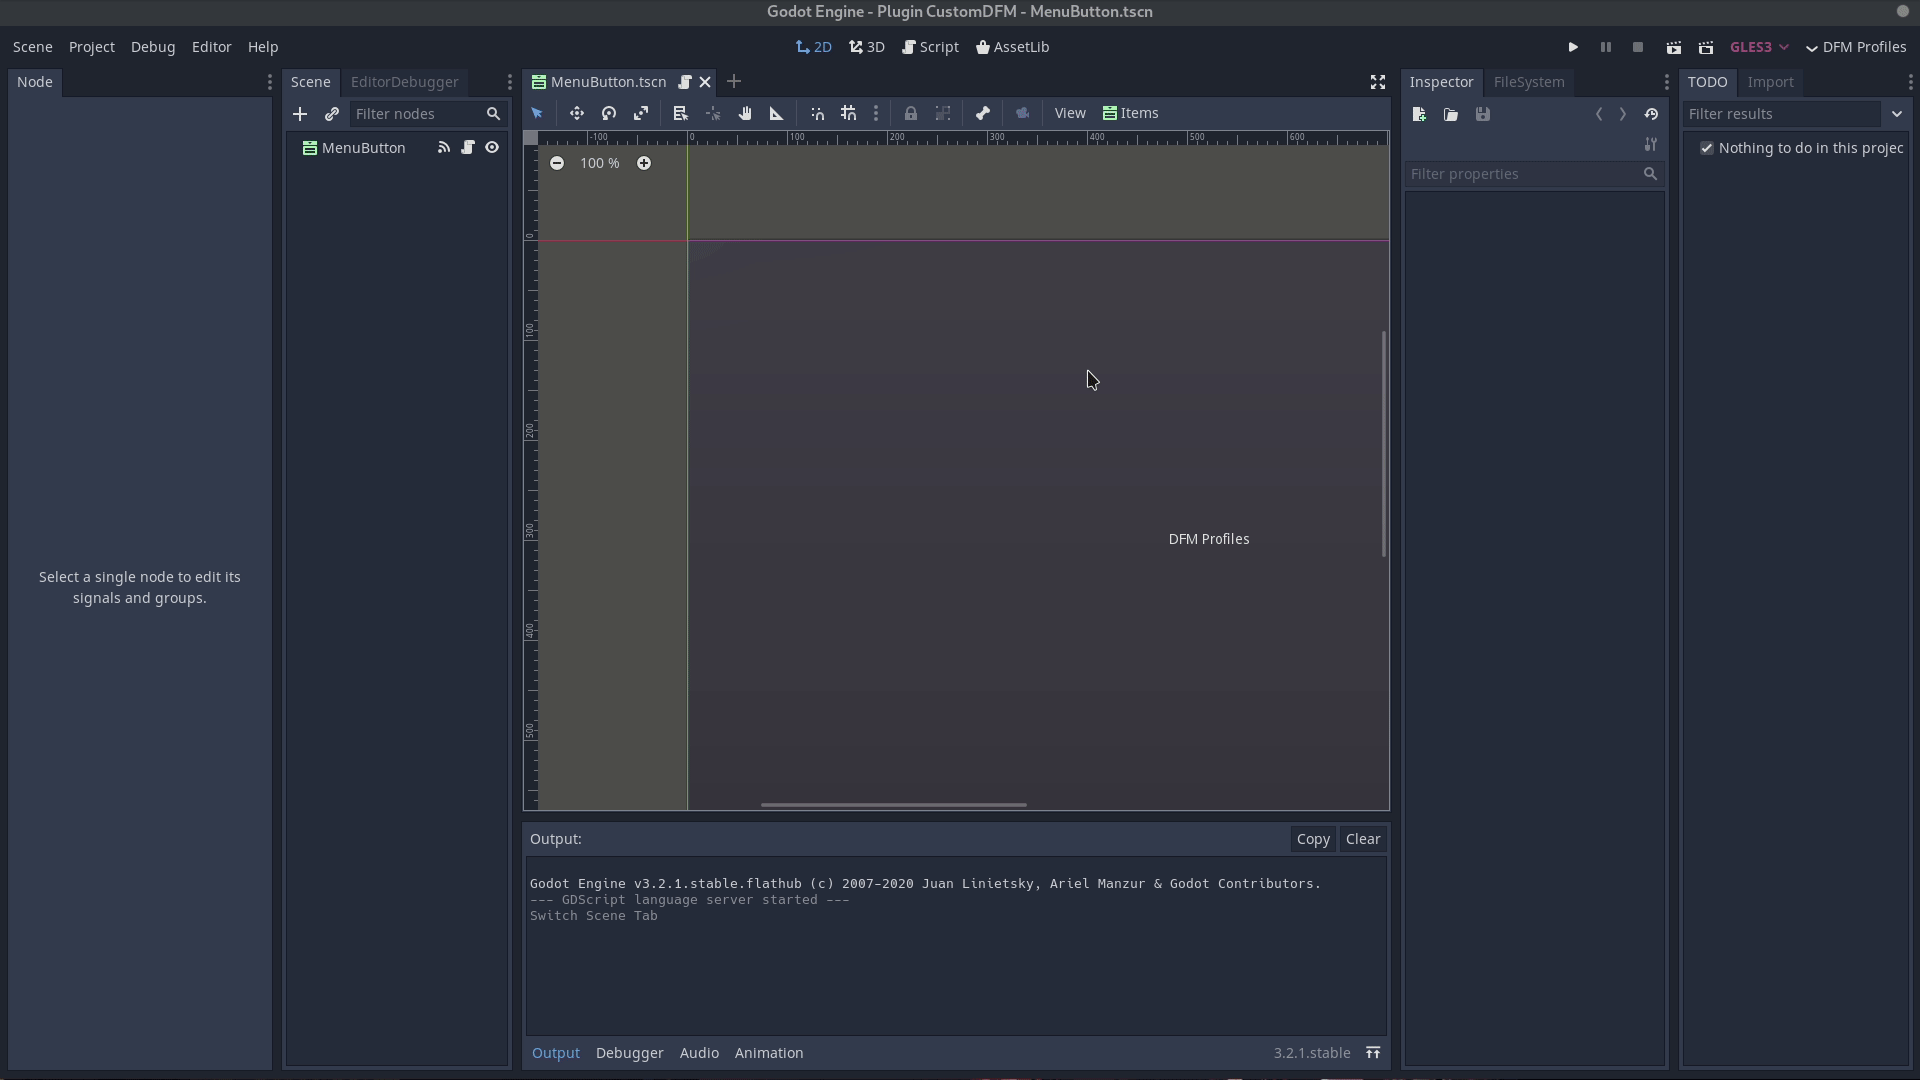 Godot Engine - Plugin CustomDFM - MenuButton.tscn
Scene Project Debug Editor Help
2D 3D Script AssetLib
GLES3 DFM Profiles
Node
Scene EditorDebugger
Filter nodes
MenuButton
Select a single node to edit its
signals and groups.
MenuButton.tscn
View Items
-100 0 100 200 300 400 500 600
100 %
0
100
200
300
400
500
DFM Profiles
Output:
Copy Clear
Godot Engine v3.2.1.stable.flathub (c) 2007-2020 Juan Linietsky, Ariel Manzur & Godot Contributors.
--- GDScript language server started ---
Switch Scene Tab
Output Debugger Audio Animation
3.2.1.stable
Inspector FileSystem
Filter properties
TODO Import
Filter results
Nothing to do in this projec